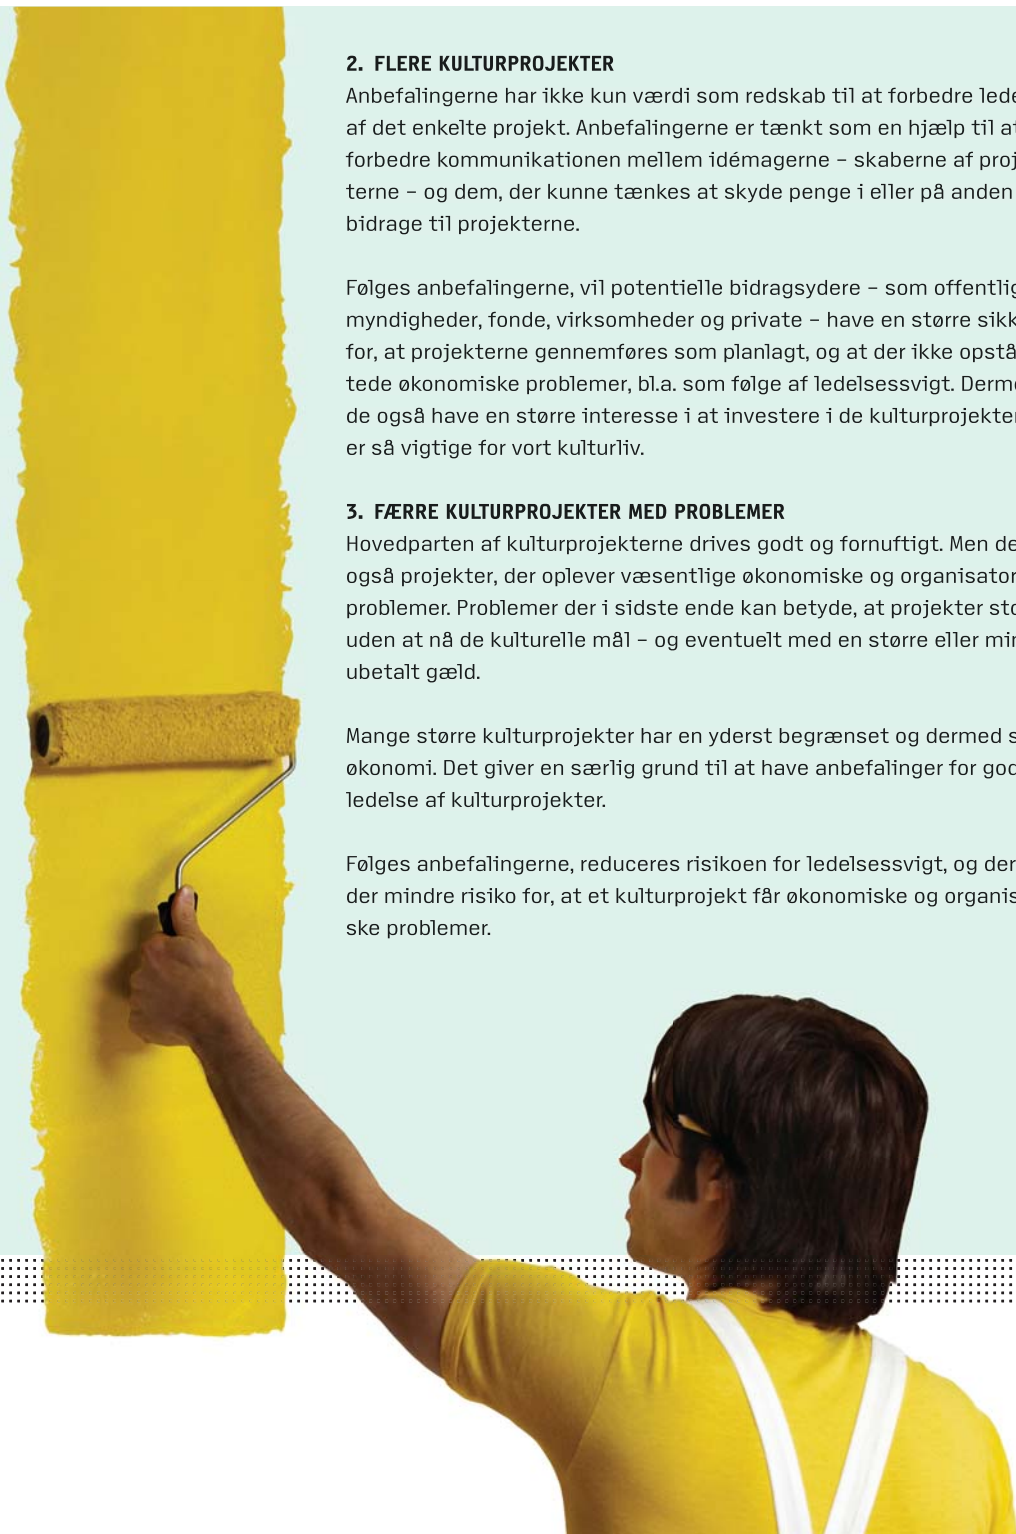 2. FLERE KULTURPROJEKTER
Anbefalingerne har ikke kun værdi som redskab til at forbedre lede
af det enkelte projekt. Anbefalingerne er tænkt som en hjælp til at
forbedre kommunikationen mellem idémagerne – skaberne af proj
terne – og dem, der kunne tænkes at skyde penge i eller på anden
bidrage til projekterne.
Følges anbefalingerne, vil potentielle bidragsydere – som offentlig
myndigheder, fonde, virksomheder og private – have en større sikk
for, at projekterne gennemføres som planlagt, og at der ikke opstå
tede økonomiske problemer, bl.a. som følge af ledelsessvigt. Derme
de også have en større interesse i at investere i de kulturprojekter
er så vigtige for vort kulturliv.
3. FÆRRE KULTURPROJEKTER MED PROBLEMER
Hovedparten af kulturprojekterne drives godt og fornuftigt. Men de
også projekter, der oplever væsentlige økonomiske og organisator
problemer. Problemer der i sidste ende kan betyde, at projekter sto
uden at nå de kulturelle mål – og eventuelt med en større eller min
ubetalt gæld.
Mange større kulturprojekter har en yderst begrænset og dermed s
økonomi. Det giver en særlig grund til at have anbefalinger for god
ledelse af kulturprojekter.
Følges anbefalingerne, reduceres risikoen for ledelsessvigt, og der
der mindre risiko for, at et kulturprojekt får økonomiske og organis
ske problemer.